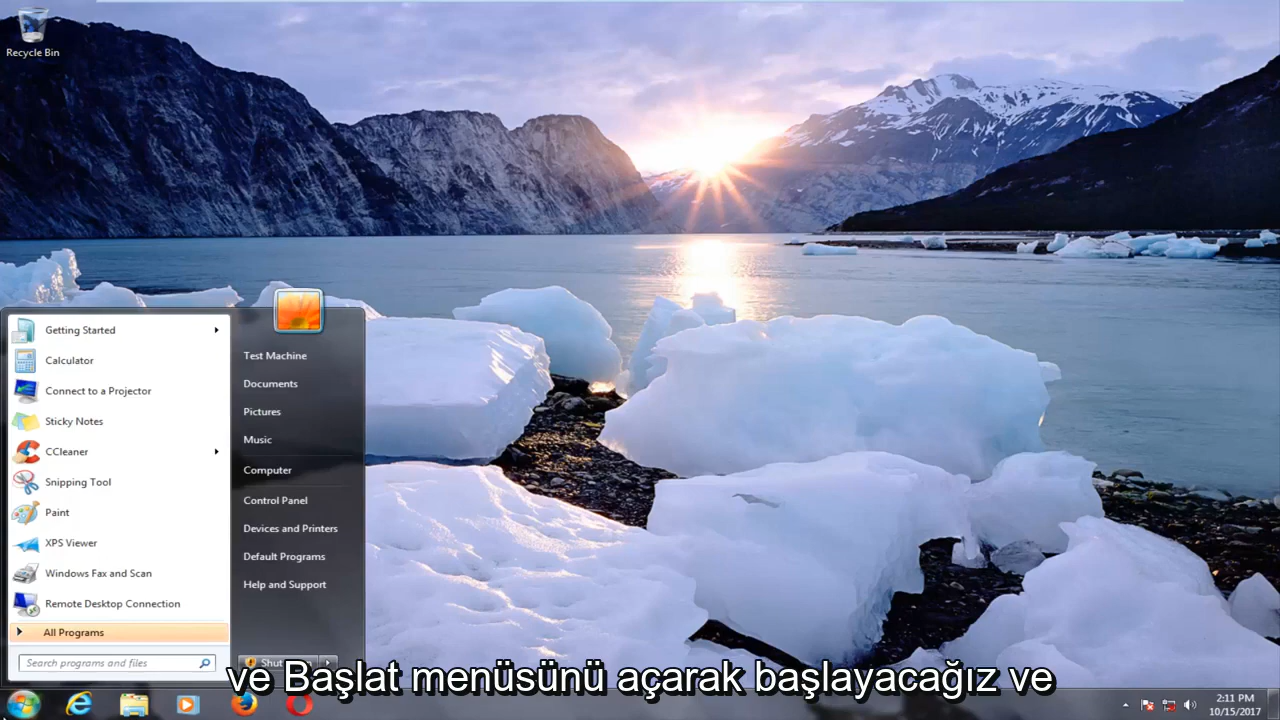 Recycle Bin
Getting Started
Calculator
Connect to a Projector
Sticky Notes
CCleaner
Snipping Tool
Paint
XPS Viewer
Windows Fax and Scan
Remote Desktop Connection
All Programs
Search programs and files
Test Machine
Documents
Pictures
Music
Computer
Control Panel
Devices and Printers
Default Programs
Help and Support
Shut
ve Başlat menüsünü açarak başlayacağız ve
2:11 PM
10/15/2017